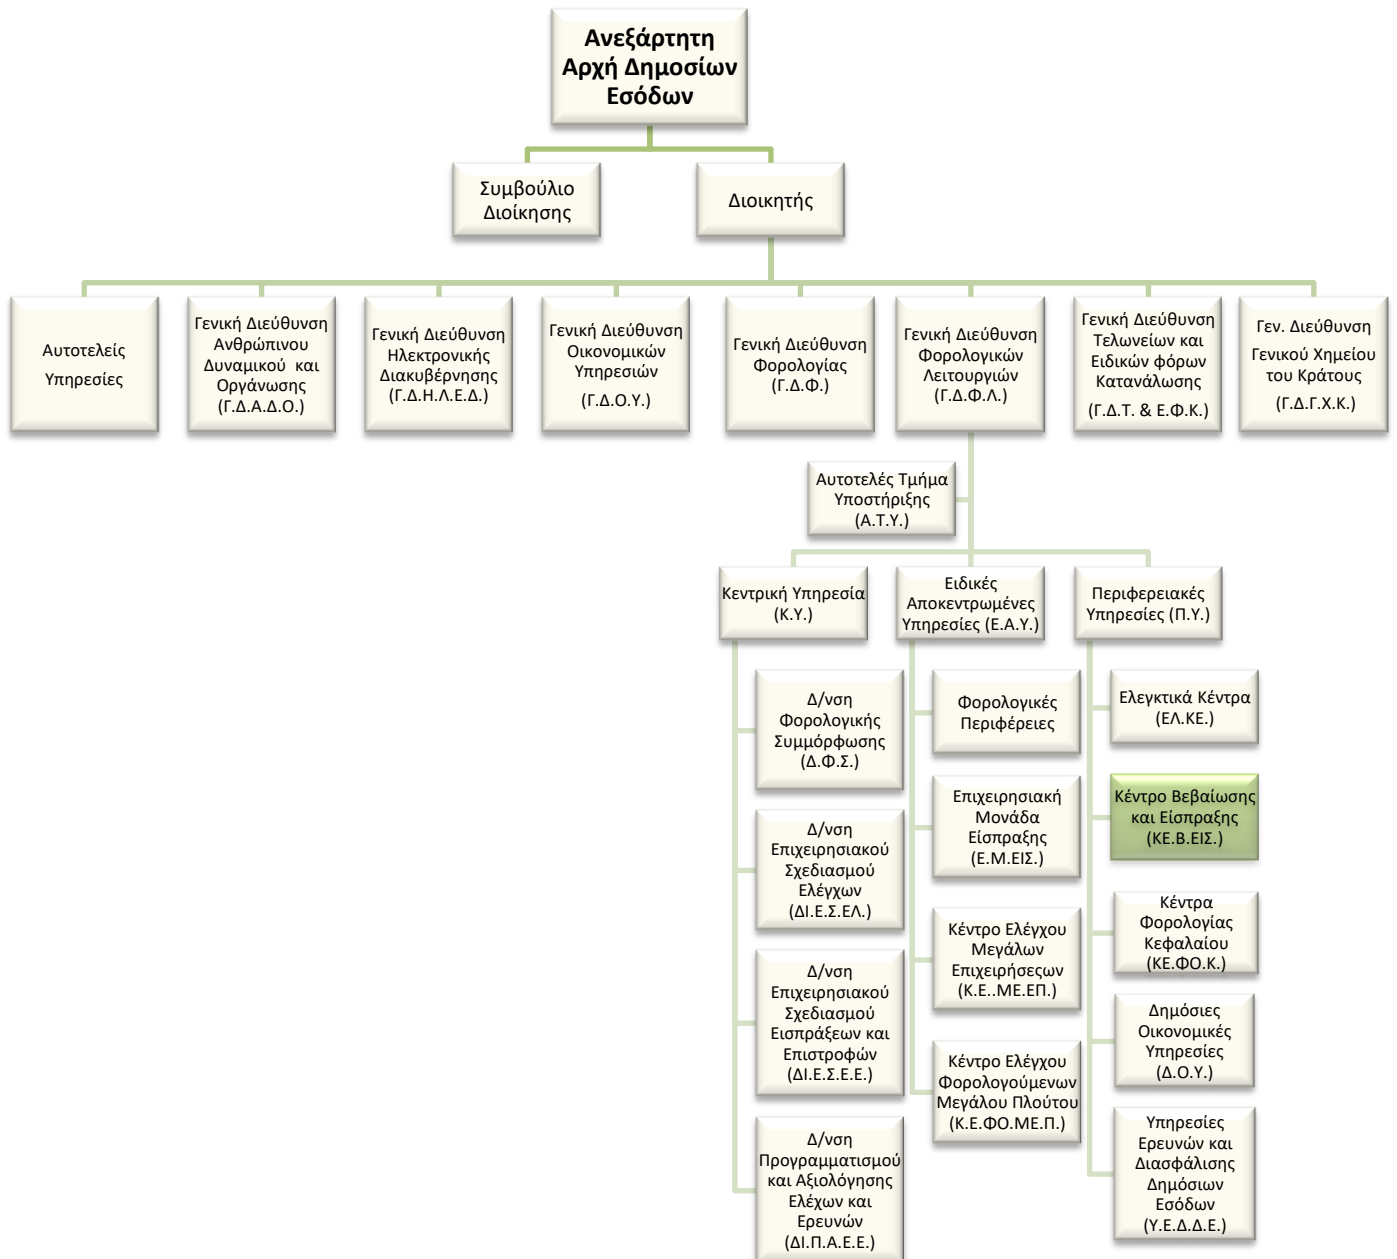 Ανεξάρτητη
Αρχή Δημοσίων
Εσόδων
Συμβούλιο
Διοίκησης
Διοικητής
Αυτοτελείς
Υπηρεσίες
Γενική Διεύθυνση
Ανθρώπινου
Δυναμικού και
Οργάνωσης
(Γ.Δ.Α.Δ.Ο.)
Γενική Διεύθυνση
Ηλεκτρονικής
Διακυβέρνησης
(Γ.Δ.Η.Λ.Ε.Δ.)
Γενική Διεύθυνση
Οικονομικών
Υπηρεσιών
(Γ.Δ.Ο.Υ.)
Γενική Διεύθυνση
Φορολογίας
(Γ.Δ.Φ.)
Γενική Διεύθυνση
Φορολογικών
Λειτουργιών
(Γ.Δ.Φ.Λ.)
Γενική Διεύθυνση
Τελωνείων και
Ειδικών φόρων
Κατανάλωσης
(Γ.Δ.Τ. & Ε.Φ.Κ.)
Γεν. Διεύθυνση
Γενικού Χημείου
του Κράτους
(Γ.Δ.Γ.Χ.Κ.)
Αυτοτελές Τμήμα
Υποστήριξης
(Α.Τ.Υ.)
Κεντρική Υπηρεσία
(Κ.Υ.)
Ειδικές
Αποκεντρωμένες
Υπηρεσίες (Ε.Α.Υ.)
Περιφερειακές
Υπηρεσίες (Π.Υ.)
Δ/νση
Φορολογικής
Συμμόρφωσης
(Δ.Φ.Σ.)
Δ/νση
Επιχειρησιακού
Σχεδιασμού
Ελέγχων
(ΔΙ.Ε.Σ.ΕΛ.)
Δ/νση
Επιχειρησιακού
Σχεδιασμού
Εισπράξεων και
Επιστροφών
(ΔΙ.Ε.Σ.Ε.Ε.)
Δ/νση
Προγραμματισμού
και Αξιολόγησης
Ελέχων και
Ερευνών
(ΔΙ.Π.Α.Ε.Ε.)
Φορολογικές
Περιφέρειες
Επιχειρησιακή
Μονάδα
Είσπραξης
(Ε.Μ.ΕΙΣ.)
Κέντρο Ελέγχου
Μεγάλων
Επιχειρήσεςων
(Κ.Ε..ΜΕ.ΕΠ.)
Κέντρο Ελέγχου
Φορολογούμενων
Μεγάλου Πλούτου
(Κ.Ε.ΦΟ.ΜΕ.Π.)
Ελεγκτικά Κέντρα
(ΕΛ.ΚΕ.)
Κέντρο Βεβαίωσης
και Είσπραξης
(ΚΕ.Β.ΕΙΣ.)
Κέντρα
Φορολογίας
Κεφαλαίου
(ΚΕ.ΦΟ.Κ.)
Δημόσιες
Οικονομικές
Υπηρεσίες
(Δ.Ο.Υ.)
Υπηρεσίες
Ερευνών και
Διασφάλισης
Δημόσιων
Εσόδων
(Υ.Ε.Δ.Δ.Ε.)